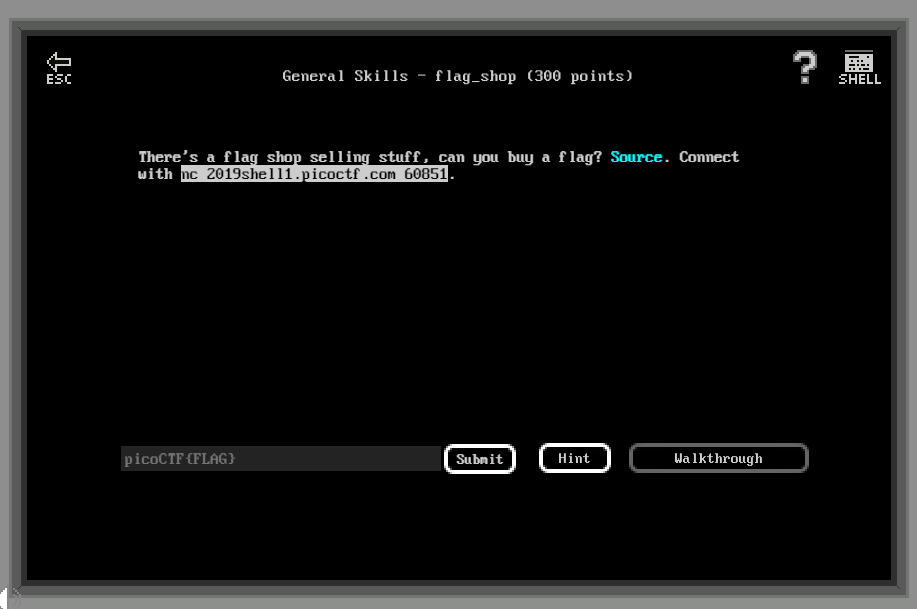 ESC
General Skills - flag_shop (300 points)
?
SHELL
There's a flag shop selling stuff, can you buy a flag? Source. Connect
with nc 2019shell1.picoctf.com 60851.
picoCTF{FLAG}
Submit
Hint
Walkthrough